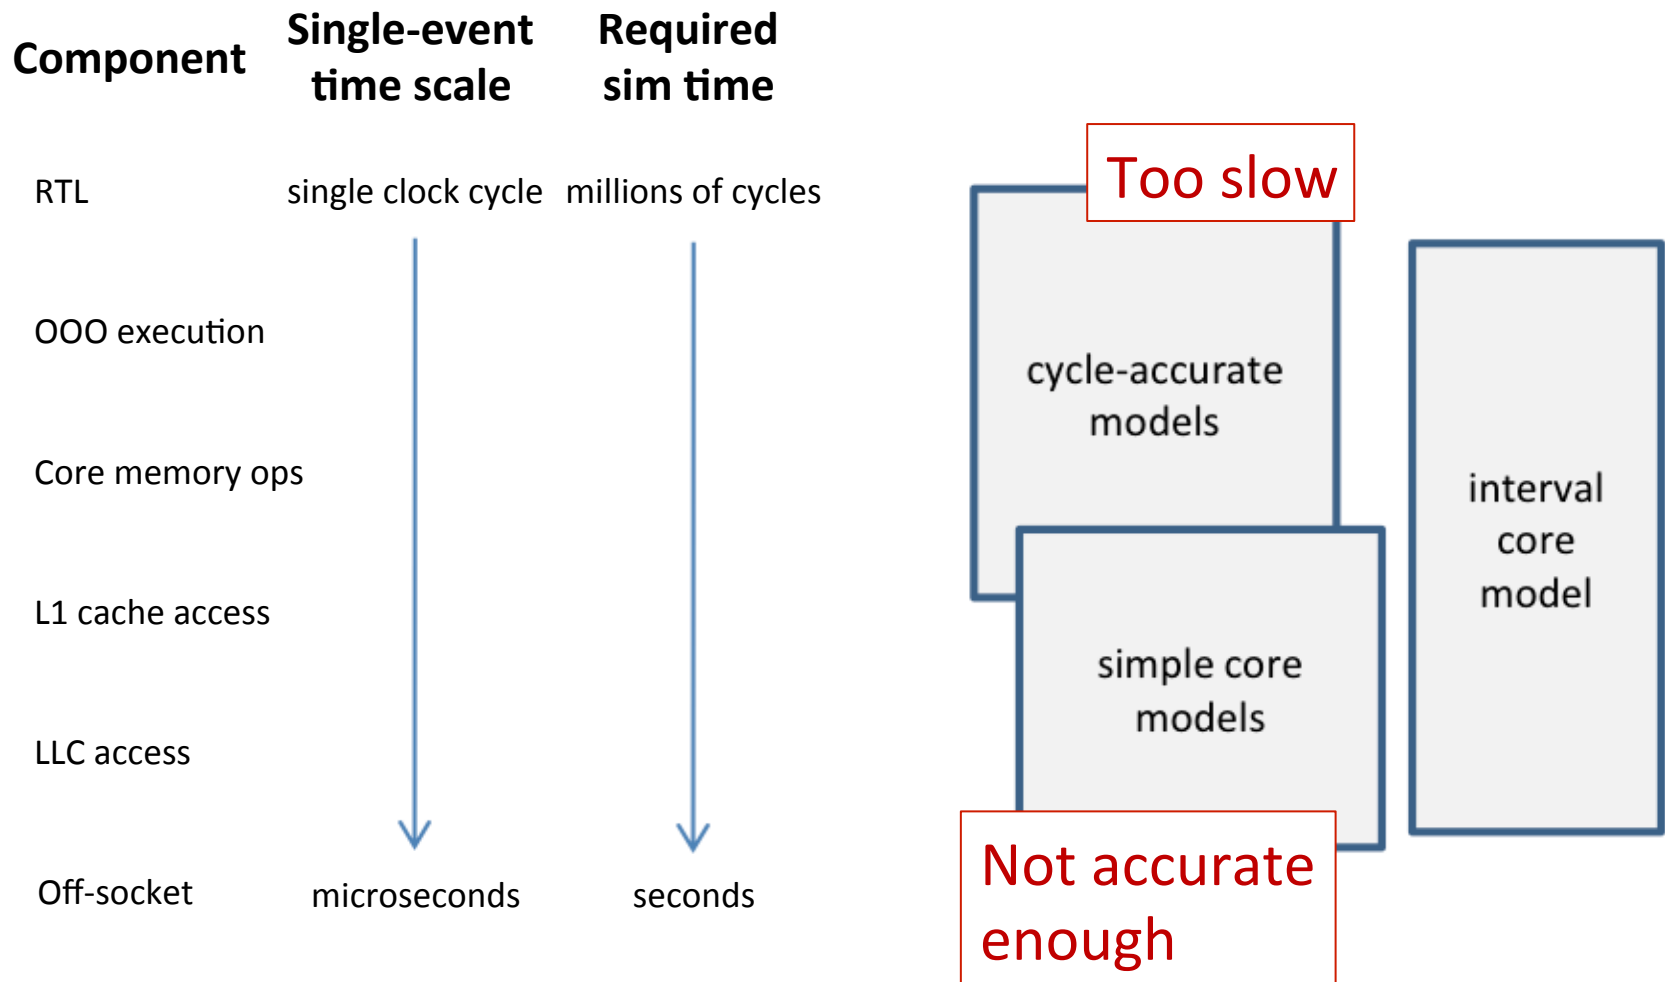 Component
Single-event
time scale
Required
sim time
RTL
single clock cycle
millions of cycles
OOO execution
Core memory ops
L1 cache access
LLC access
Off-socket
microseconds
seconds
Too slow
cycle-accurate
models
simple core
models
Not accurate
enough
interval
core
model